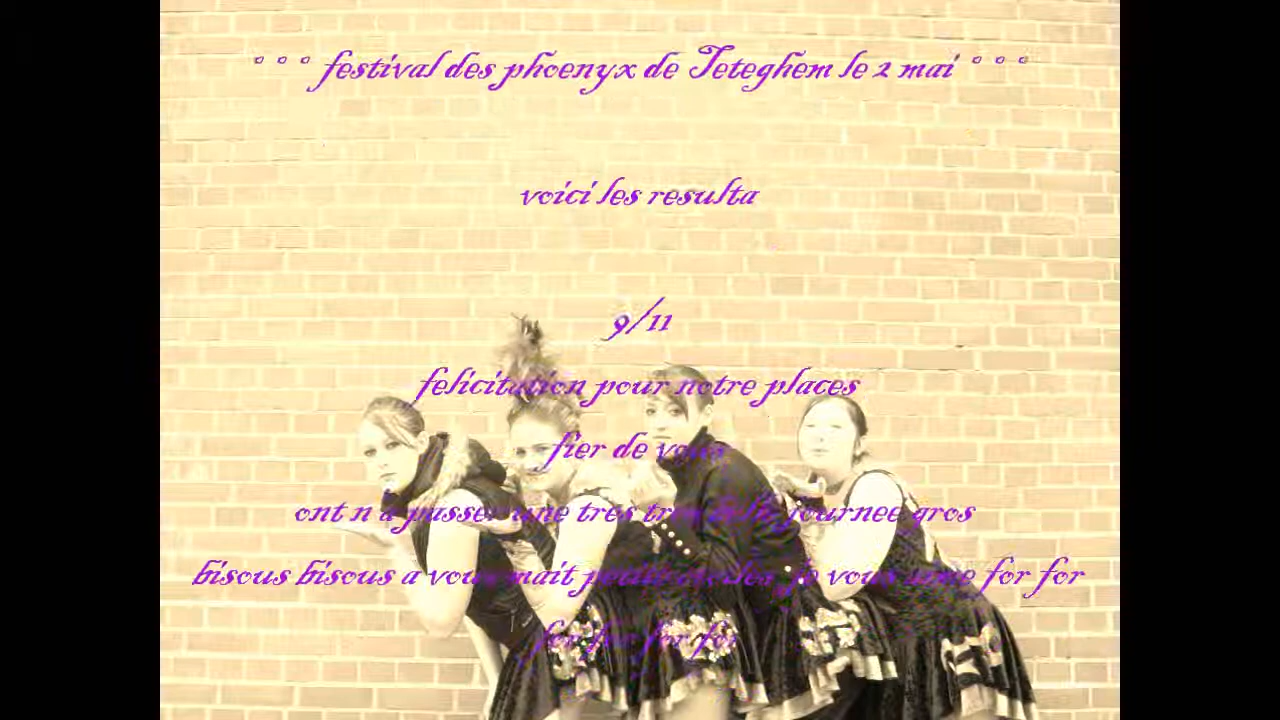 ° ° ° festival des phoenyx de Teteghem le 2 mai ° ° °
voici les resulta
9/11
felicitation pour notre places
fier de vous
ont n'a passer une tres tres belle journee gros
bisous bisous a vous mait petite etoiles je vous aime for for
for for for for